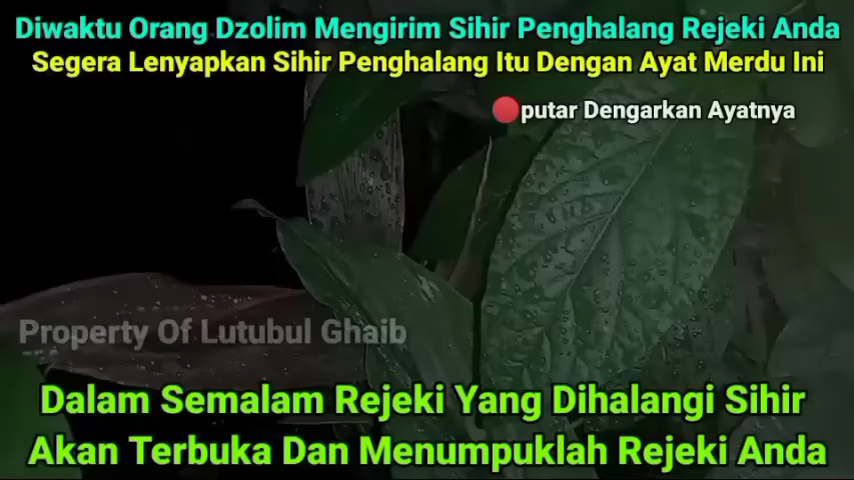 Diwaktu Orang Dzolim Mengirim Sihir Penghalang Rejeki Anda
Segera Lenyapkan Sihir Penghalang Itu Dengan Ayat Merdu Ini
putar Dengarkan Ayatnya
Property Of Lutubul Ghaib
Dalam Semalam Rejeki Yang Dihalangi Sihir
Akan Terbuka Dan Menumpuklah Rejeki Anda